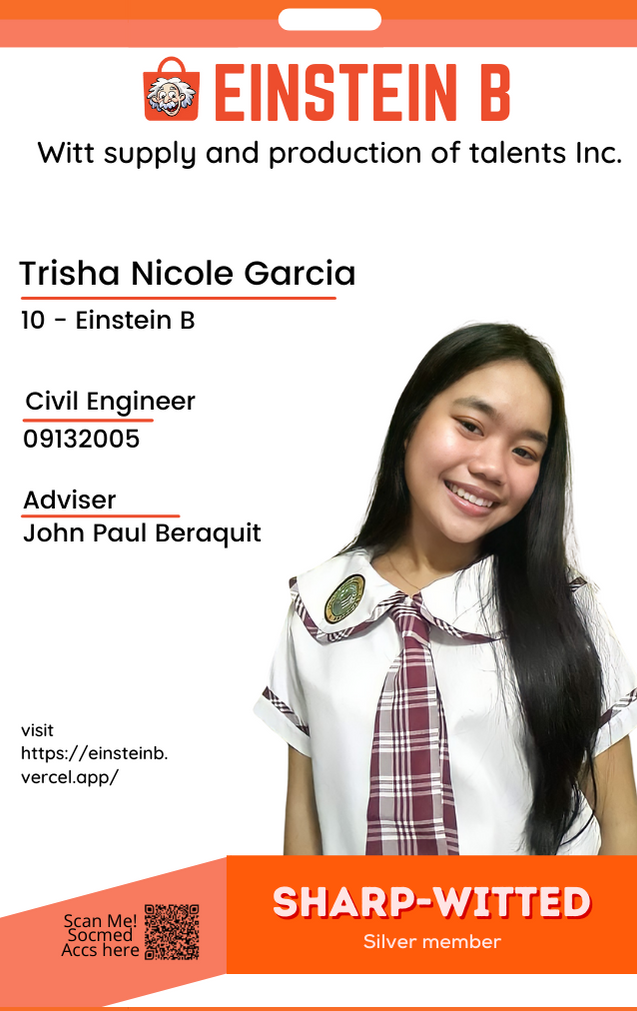 EINSTEIN B
Witt supply and production of talents Inc.
Trisha Nicole Garcia
10 - Einstein B
Civil Engineer
09132005
Adviser
John Paul Beraquit
visit
https://einsteinb.
vercel.app/
Scan Me!
Socmed
Accs here
SHARP-WITTED
Silver member